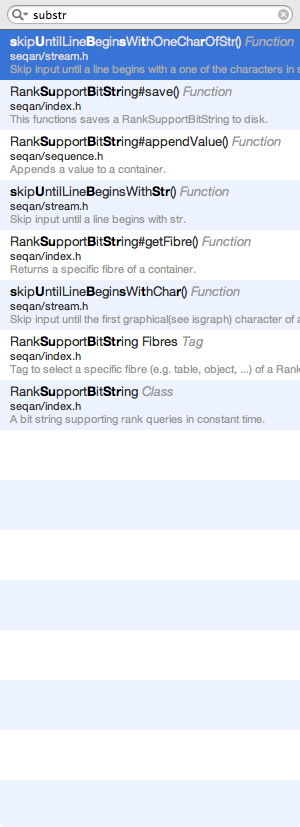 substr
skipUntilLineBeginsWithOneCharOfStr() Function
seqan/stream.h
Skip input until a line begins with a one of the characters in s
RankSupportBitString#save() Function
seqan/index.h
This functions saves a RankSupportBitString to disk.
RankSupportBitString#appendValue() Function
seqan/sequence.h
Appends a value to a container.
skipUntilLineBeginsWithStr() Function
seqan/stream.h
Skip input until a line begins with str.
RankSupportBitString#getFibre() Function
seqan/index.h
Returns a specific fibre of a container.
skipUntilLineBeginsWithChar() Function
seqan/stream.h
Skip input until the first graphical(see isgraph) character of a
RankSupportBitString Fibres Tag
seqan/index.h
Tag to select a specific fibre (e.g. table, object, ...) of a Rank
RankSupportBitString Class
seqan/index.h
A bit string supporting rank queries in constant time.